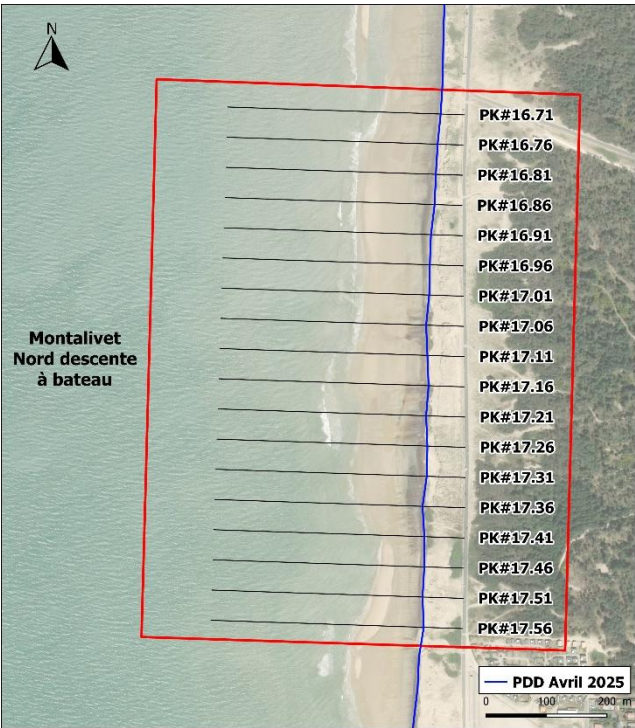 N
PK#16.71
PK#16.76
PK#16.81
PK#16.86
PK#16.91
PK#16.96
PK#17.01
PK#17.06
PK#17.11
PK#17.16
PK#17.21
PK#17.26
PK#17.31
PK#17.36
PK#17.41
PK#17.46
PK#17.51
PK#17.56
Montalivet
Nord descente
à bateau
PDD Avril 2025
0 100 200 m